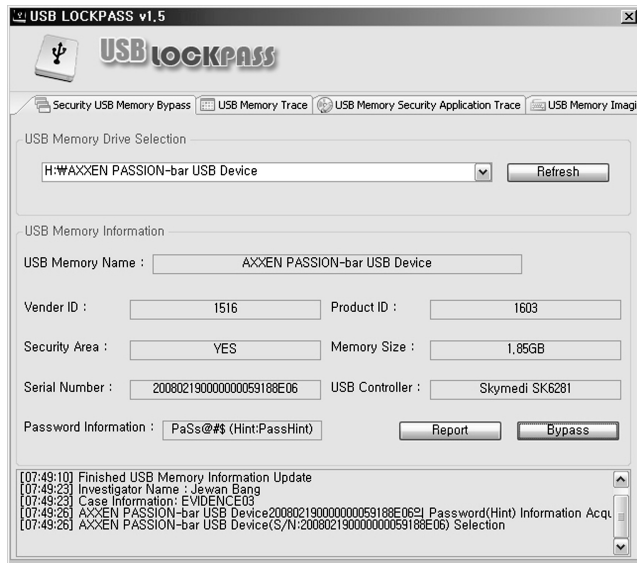 USB LOCKPASS v1.5
USB LOCKPASS
Security USB Memory Bypass USB Memory Trace USB Memory Security Application Trace USB Memory Imagi
USB Memory Drive Selection
H:₩AXXEN PASSION-bar USB Device Refresh
USB Memory Information
USB Memory Name : AXXEN PASSION-bar USB Device
Vender ID : 1516 Product ID : 1603
Security Area : YES Memory Size : 1,85GB
Serial Number : 200802190000000059188E06 USB Controller : Skymedi SK6281
Password Information : PaSs@#$ (Hint:PassHint) Report Bypass
[07:49:10] Finished USB Memory Information Update
[07:49:23] Investigator Name : Jewan Bang
[07:49:23] Case Information: EVIDENCE03
[07:49:26] AXXEN PASSION-bar USB Device200802190000000059188E06의 Password(Hint) Information Acqu
[07:49:26] AXXEN PASSION-bar USB Device(S/N:200802190000000059188E06) Selection